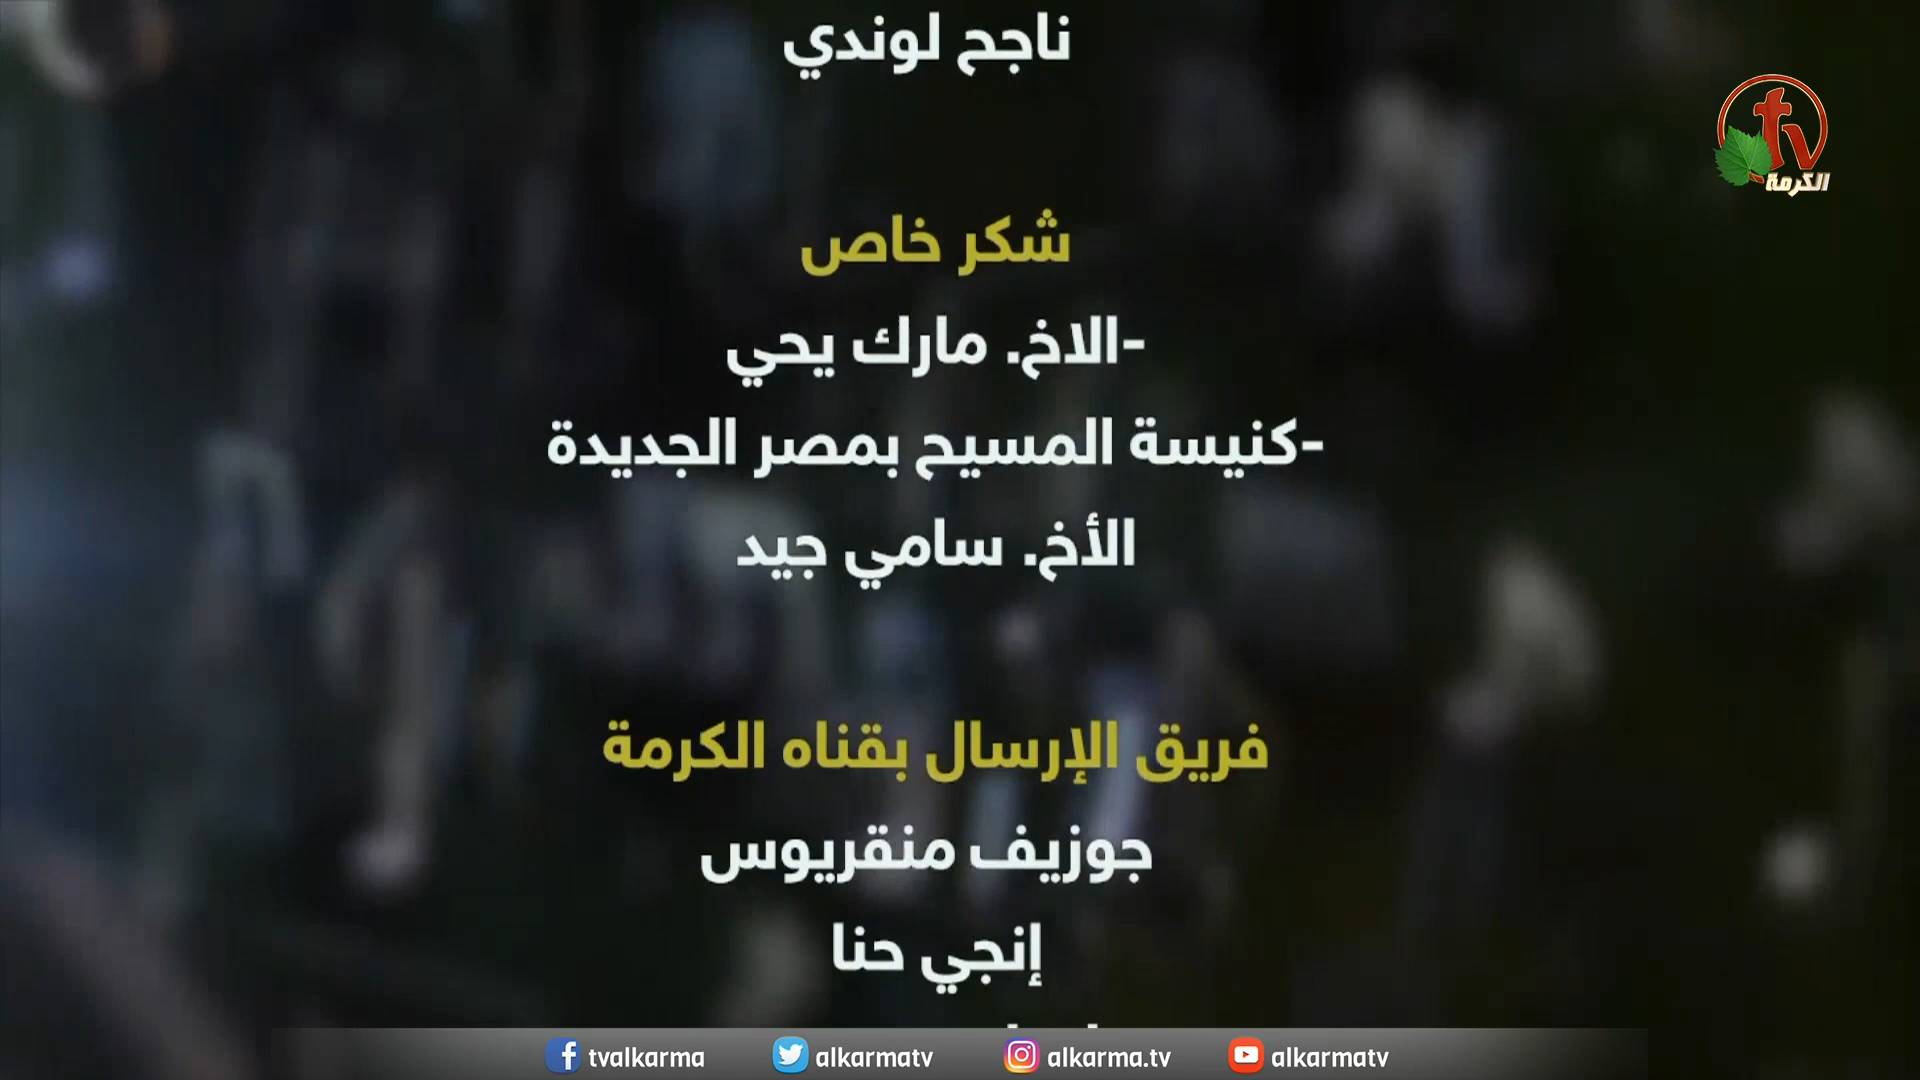 ناجح لوندي
tv
الكرمة
شكر خاص
-الاخ. مارك يحي
-كنيسة المسيح بمصر الجديدة
الأخ. سامي جيد
فريق الإرسال بقناه الكرمة
جوزيف منقريوس
إنجي حنا
tvalkarma alkarmatv alkarma.tv alkarmatv